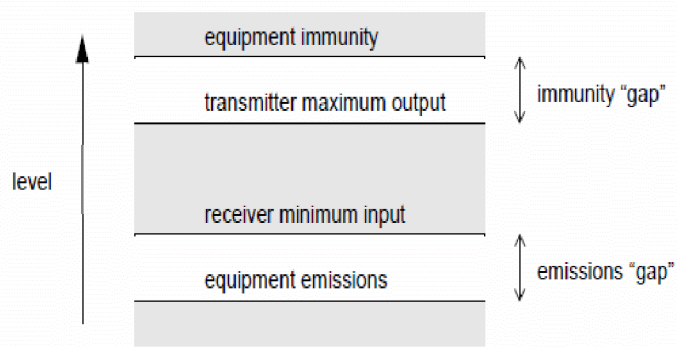 equipment immunity
transmitter maximum output
immunity “gap”
level
receiver minimum input
equipment emissions
emissions “gap”